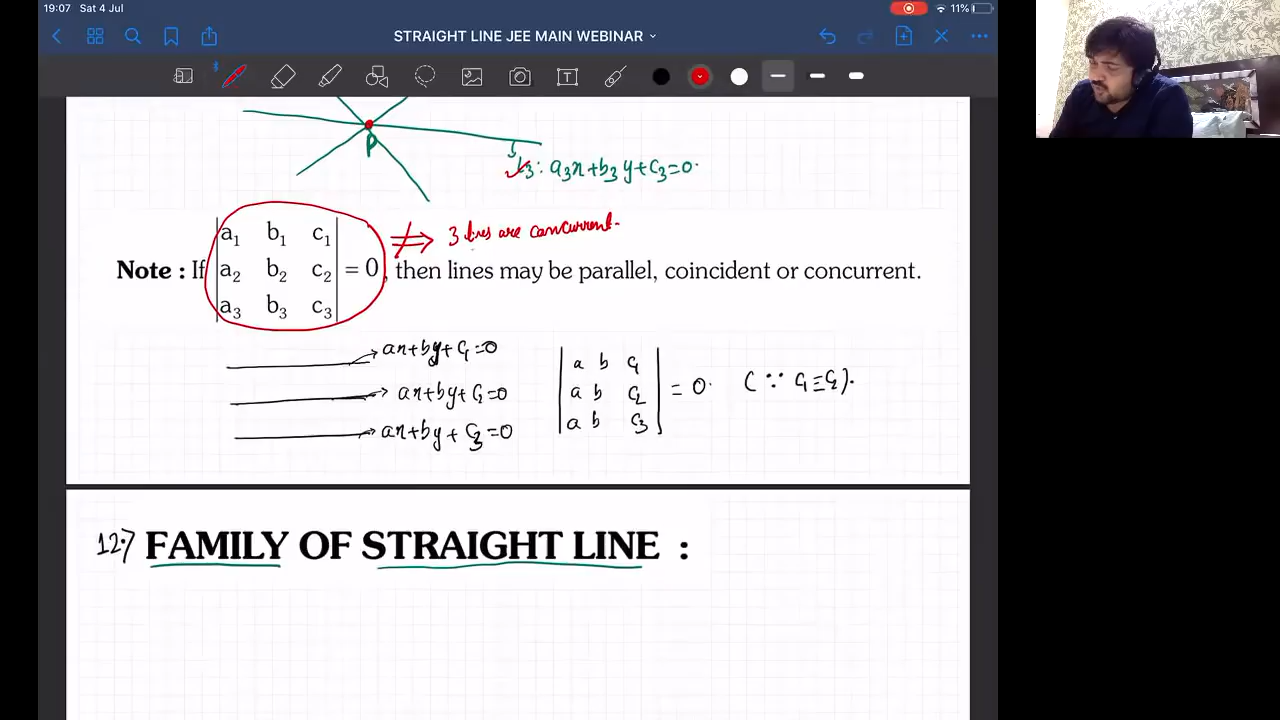 19:07 Sat 4 Jul
11%
STRAIGHT LINE JEE MAIN WEBINAR
P
L3: a3x+b3y+c3=0.
a1 b1 c1
⇏ 3 lines are concurrent.
Note : If a2 b2 c2 = 0, then lines may be parallel, coincident or concurrent.
a3 b3 c3
ax+by+c1=0
ax+by+c2=0
ax+by+c3=0
a b c1
a b c2 = 0. (∵ c1≡c2).
a b c3
12.7 FAMILY OF STRAIGHT LINE :